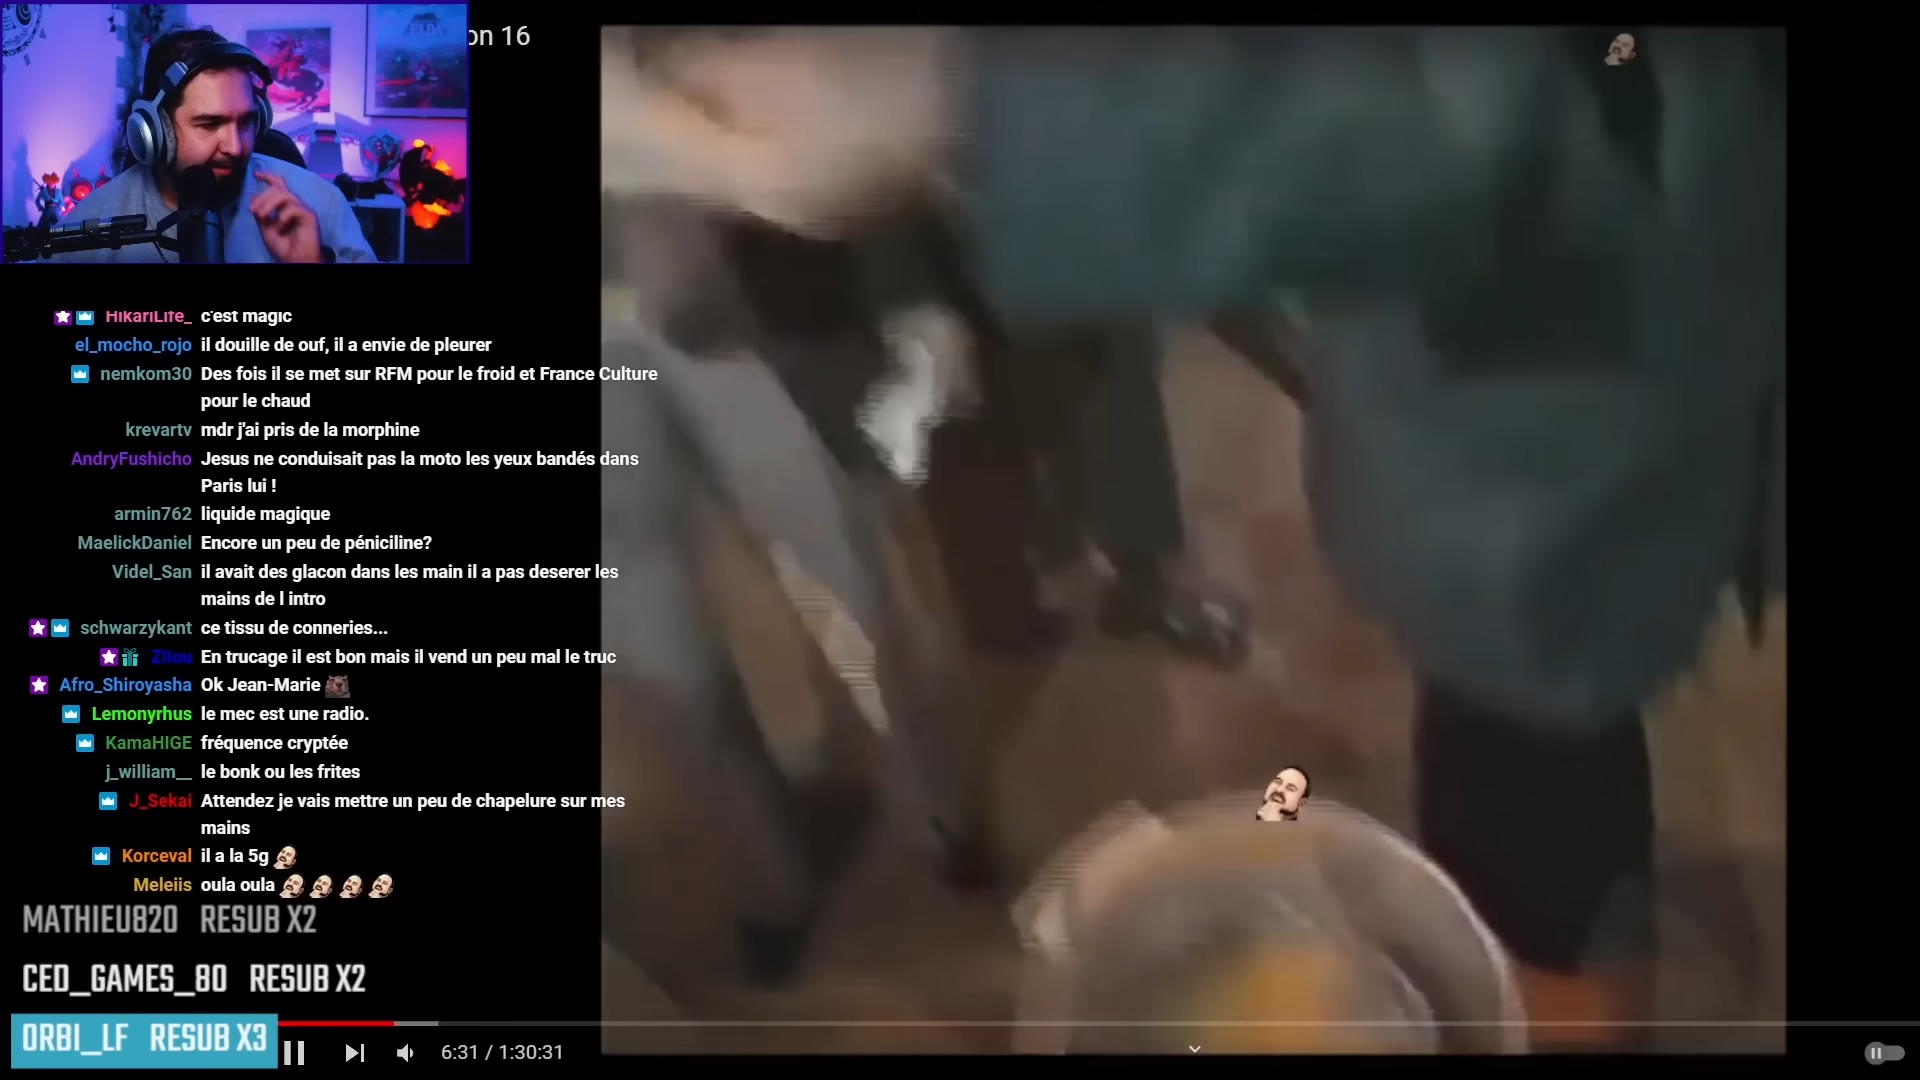 on 16
HikariLife_ c'est magic
el_mocho_rojo il douille de ouf, il a envie de pleurer
nemkom30 Des fois il se met sur RFM pour le froid et France Culture
pour le chaud
krevartv mdr j'ai pris de la morphine
AndryFushicho Jesus ne conduisait pas la moto les yeux bandés dans
Paris lui !
armin762 liquide magique
MaelickDaniel Encore un peu de péniciline?
Videl_San il avait des glacon dans les main il a pas deserer les
mains de l intro
schwarzykant ce tissu de conneries...
Zilou En trucage il est bon mais il vend un peu mal le truc
Afro_Shiroyasha Ok Jean-Marie
Lemonyrhus le mec est une radio.
KamaHIGE fréquence cryptée
j_william__ le bonk ou les frites
J_Sekai Attendez je vais mettre un peu de chapelure sur mes
mains
Korceval il a la 5g
Meleiis oula oula
MATHIEU820 RESUB X2
CED_GAMES_80 RESUB X2
ORBI_LF RESUB X3
6:31 / 1:30:31